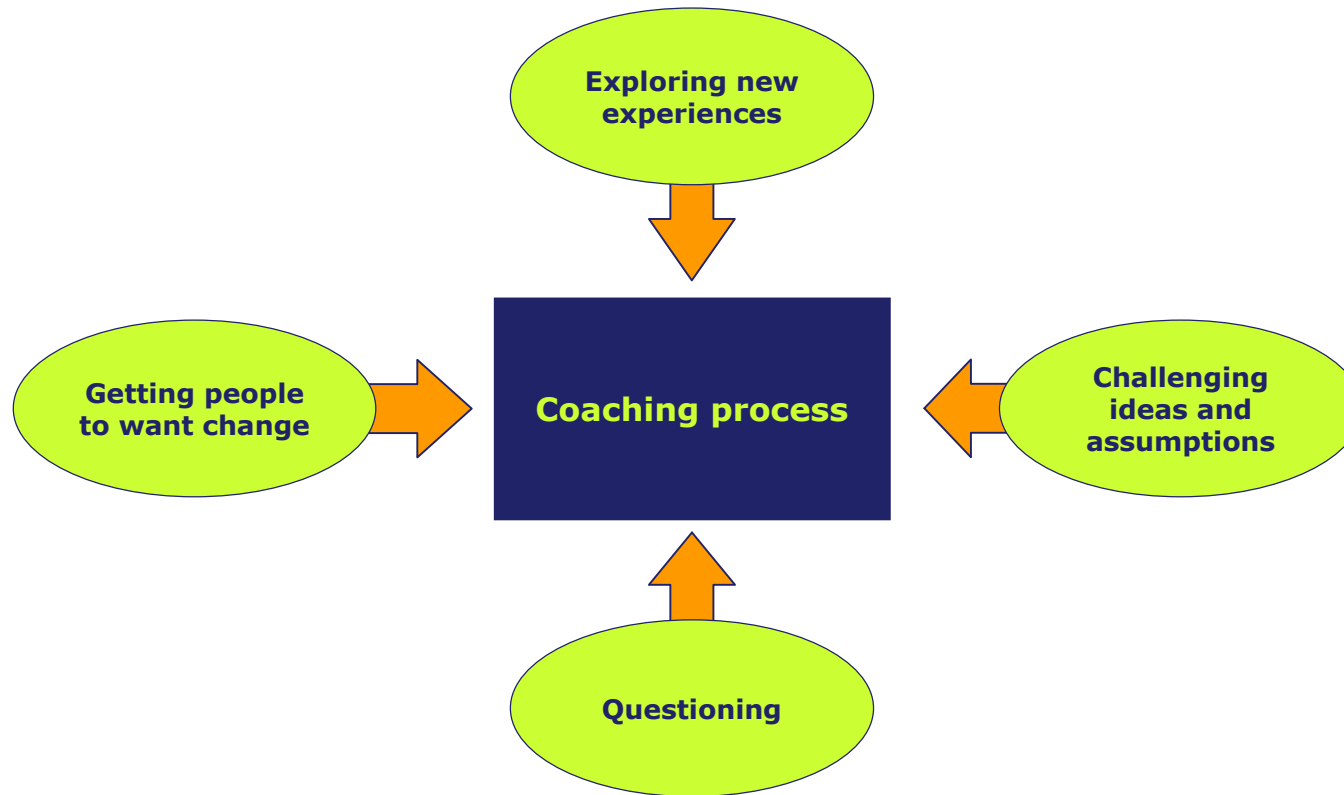 Exploring new
experiences
Getting people
to want change
Coaching process
Challenging
ideas and
assumptions
Questioning